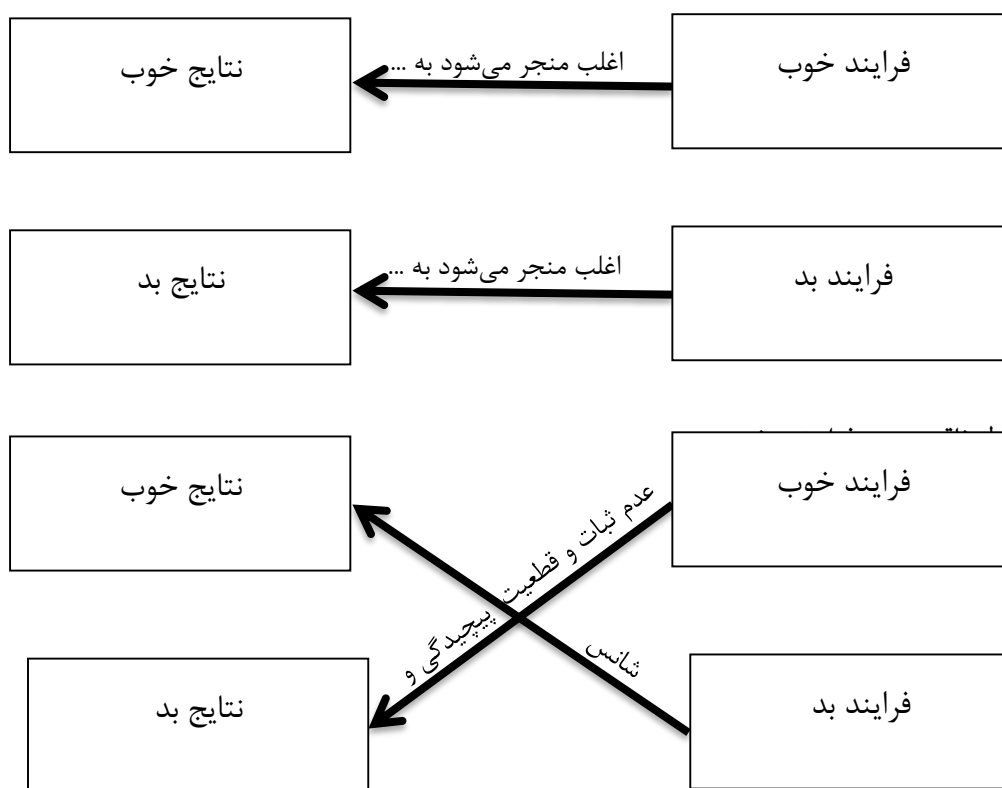 فرایند خوب
اغلب منجر می‌شود به ...
نتایج خوب
فرایند بد
اغلب منجر می‌شود به ...
نتایج بد
فرایند خوب
عدم ثبات و قطعیت پیچیدگی و
نتایج خوب
فرایند بد
شانس
نتایج بد